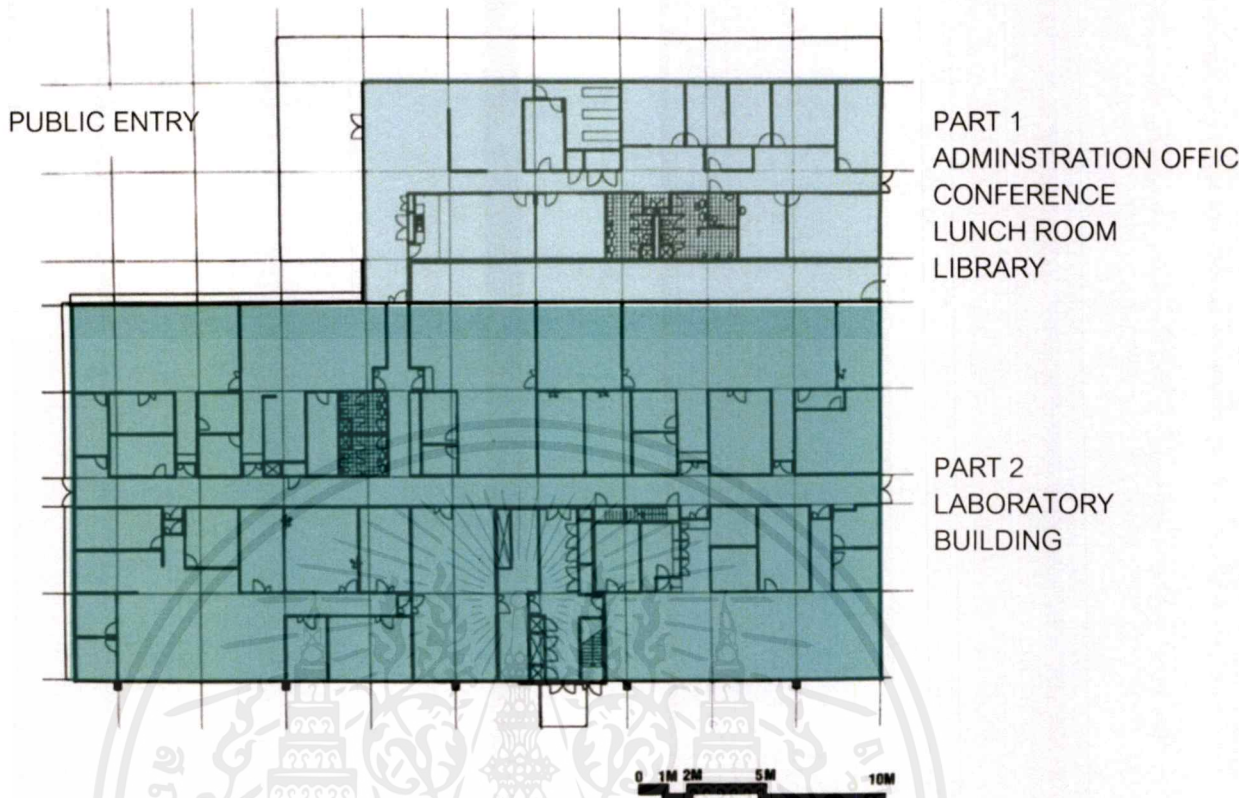 PUBLIC ENTRY
PART 1
ADMINSTRATION OFFIC
CONFERENCE
LUNCH ROOM
LIBRARY
PART 2
LABORATORY
BUILDING
0 1M 2M 5M 10M